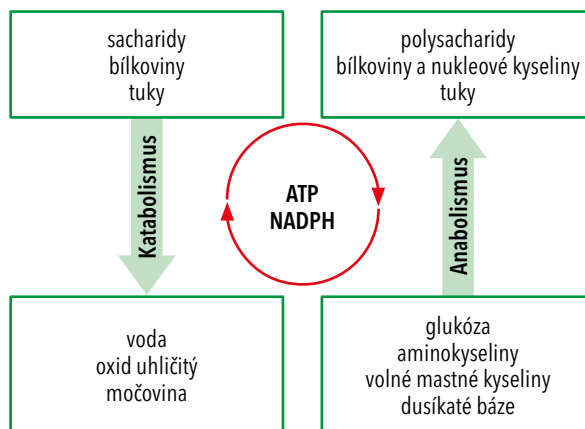 sacharidy
bílkoviny
tuky
polysacharidy
bílkoviny a nukleové kyseliny
tuky
Katabolismus
ATP
NADPH
Anabolismus
voda
oxid uhličitý
močovina
glukóza
aminokyseliny
volné mastné kyseliny
dusíkaté báze